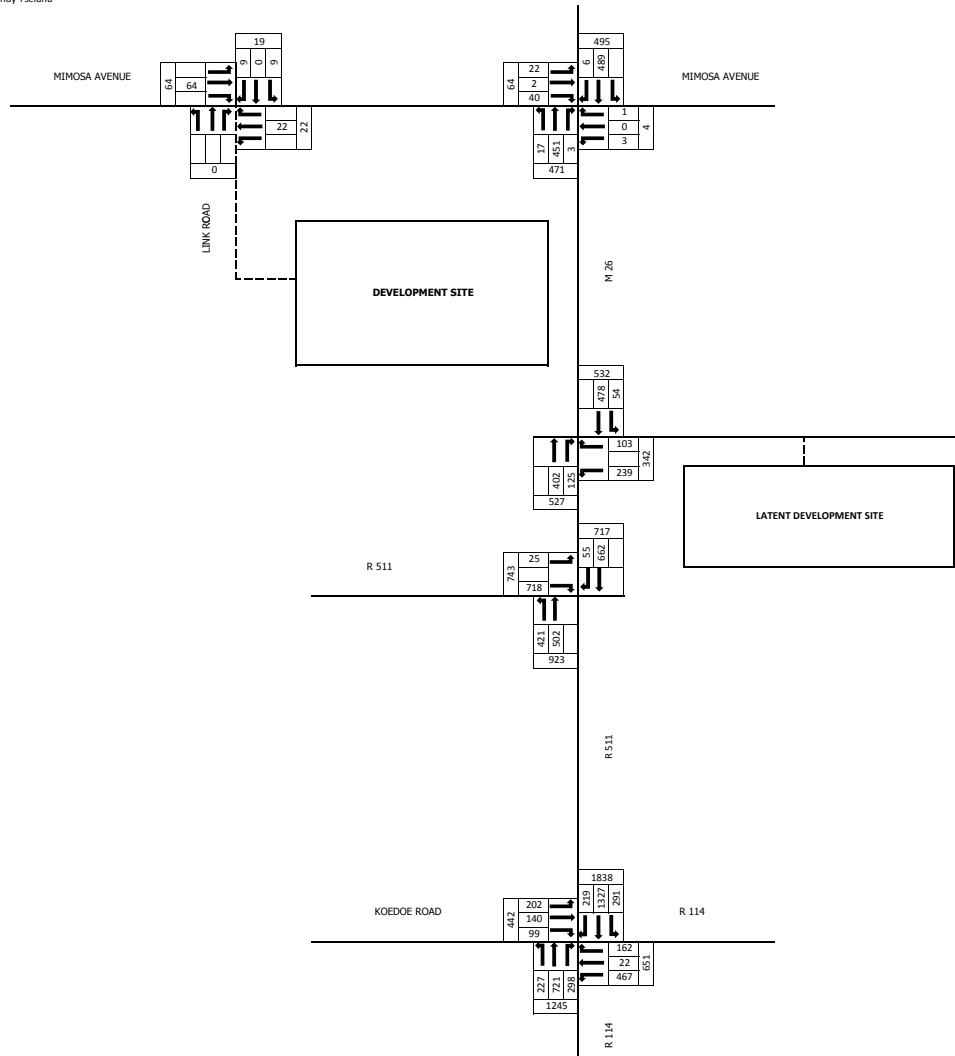 19
495
9 0 9
6 489
MIMOSA AVENUE
64
64
64
22
2
40
MIMOSA AVENUE
22
22
1
0
3
4
17 451 3
0
471
LINK ROAD
M 26
DEVELOPMENT SITE
532
478 54
103
239
342
402 125
527
LATENT DEVELOPMENT SITE
717
55 662
R 511
743
25
718
421 502
923
R 511
1838
219 1327 291
KOEDOE ROAD
442
202
140
99
R 114
162
22
467
651
227 721 298
1245
R 114